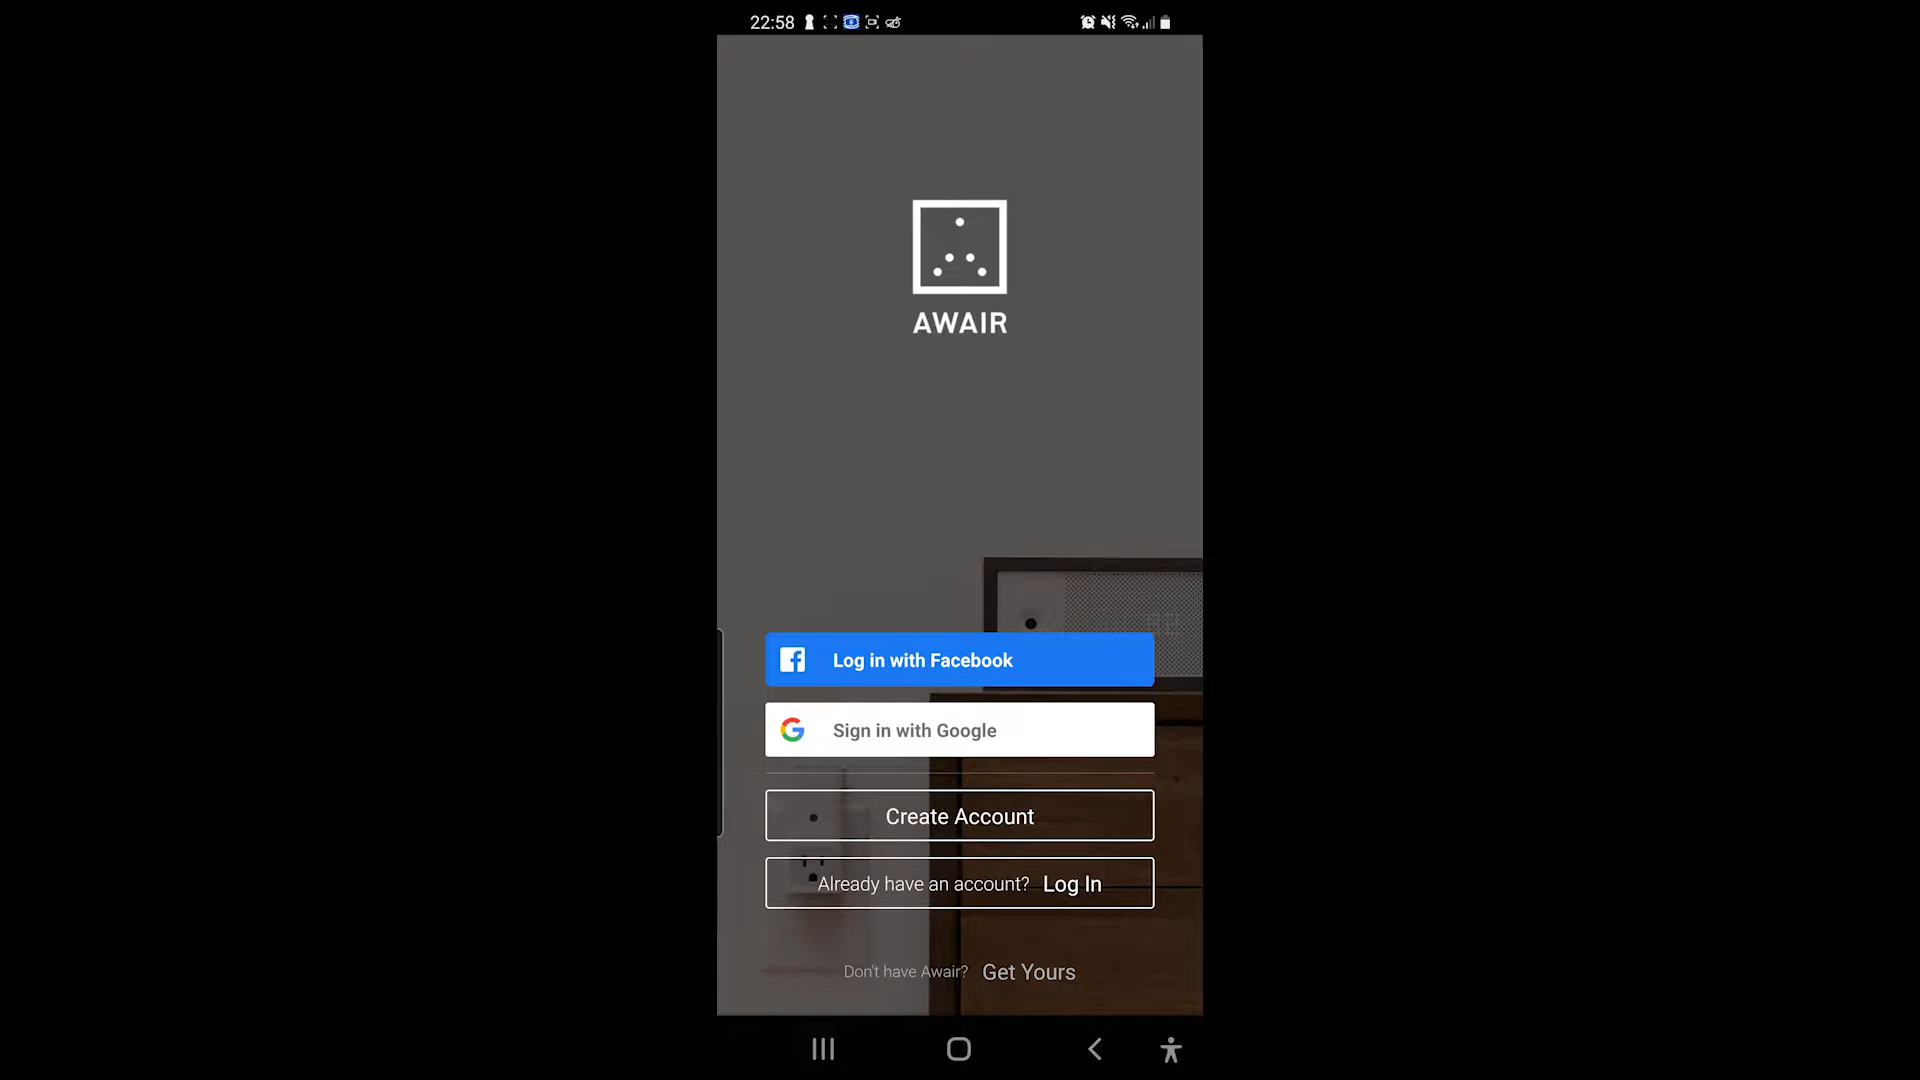 22:58
AWAIR
Log in with Facebook
Sign in with Google
Create Account
Already have an account? Log In
Don't have Awair? Get Yours